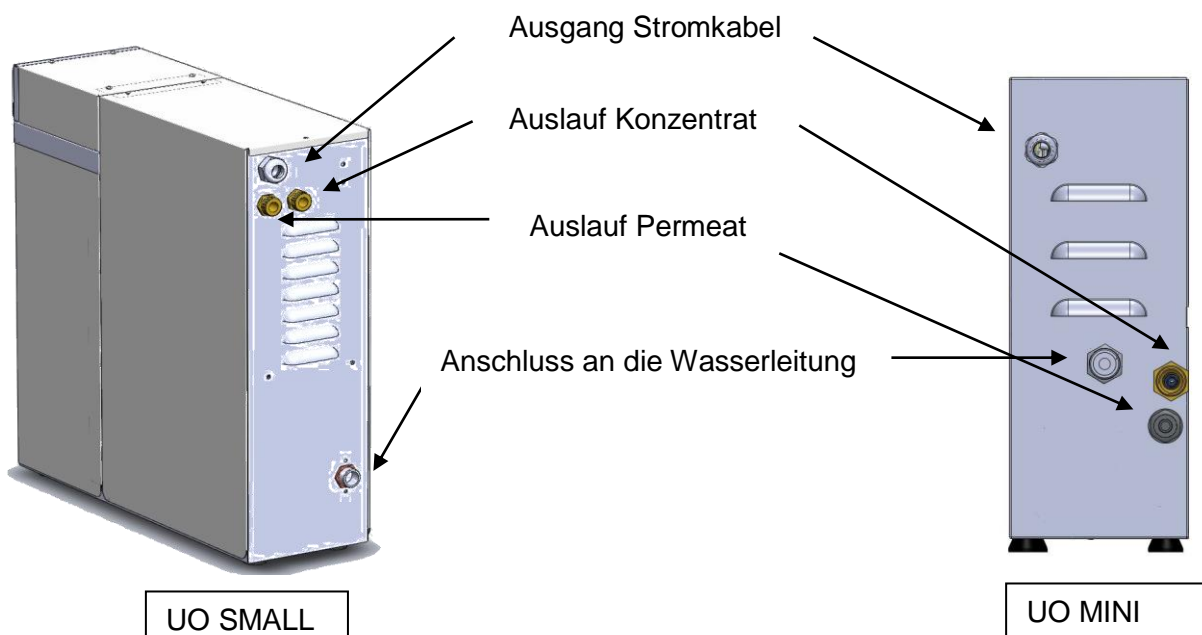 Ausgang Stromkabel
Auslauf Konzentrat
Auslauf Permeat
Anschluss an die Wasserleitung
UO SMALL
UO MINI